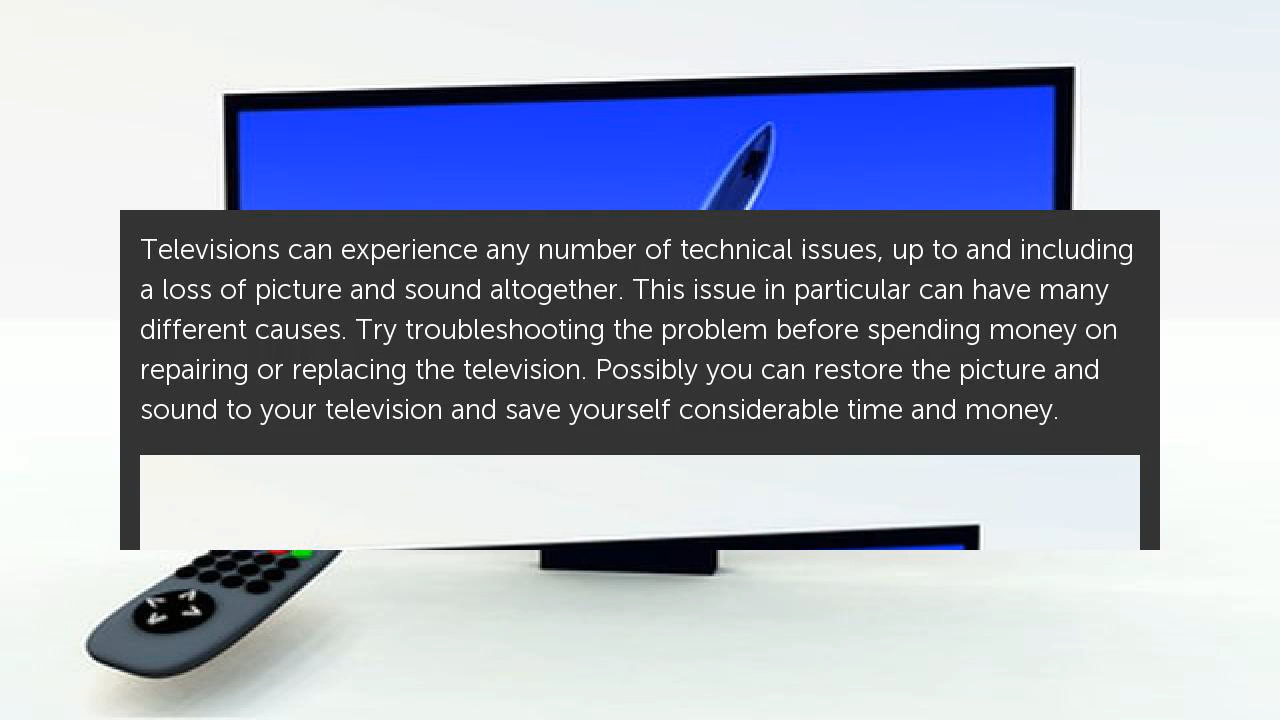 Televisions can experience any number of technical issues, up to and including
a loss of picture and sound altogether. This issue in particular can have many
different causes. Try troubleshooting the problem before spending money on
repairing or replacing the television. Possibly you can restore the picture and
sound to your television and save yourself considerable time and money.